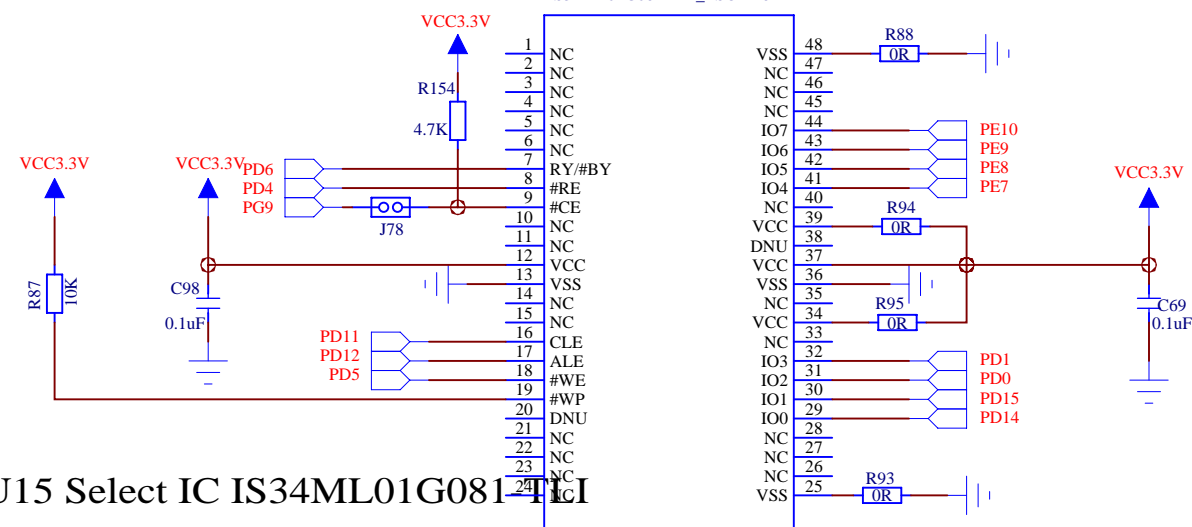 VCC3.3V
R154
4.7K
VCC3.3V
VCC3.3V
PD6
PD4
PG9
J78
R87
10K
C98
0.1uF
PD11
PD12
PD5
1 NC
2 NC
3 NC
4 NC
5 NC
6 NC
7 RY/#BY
8 #RE
9 #CE
10 NC
11 NC
12 VCC
13 VSS
14 NC
15 NC
16 CLE
17 ALE
18 #WE
19 #WP
20 DNU
21 NC
22 NC
23 NC
24 NC
VSS 48
NC 47
NC 46
NC 45
IO7 44
IO6 43
IO5 42
IO4 41
NC 40
VCC 39
DNU 38
VCC 37
VSS 36
NC 35
VCC 34
NC 33
IO3 32
IO2 31
IO1 30
IO0 29
NC 28
NC 27
NC 26
VSS 25
R88
0R
PE10
PE9
PE8
PE7
R94
0R
R95
0R
VCC3.3V
C69
0.1uF
PD1
PD0
PD15
PD14
R93
0R
U15 Select IC IS34ML01G081-TLI